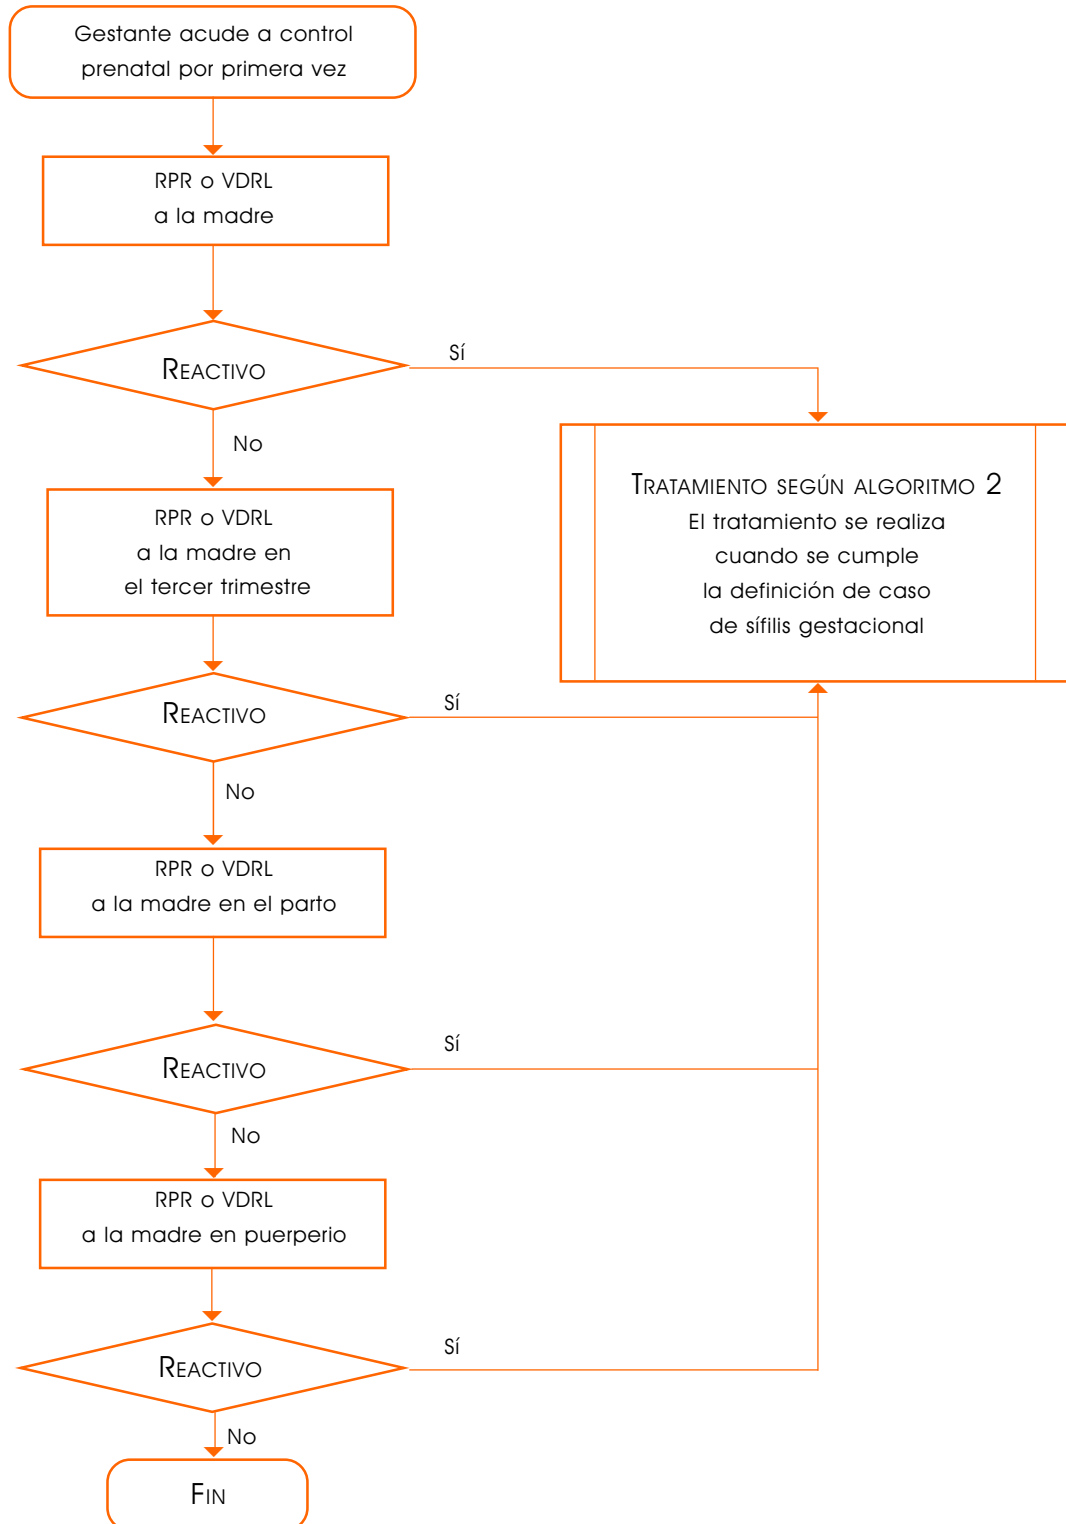 Gestante acude a control
prenatal por primera vez
RPR o VDRL
a la madre
Reactivo
Sí
No
Tratamiento según algoritmo 2
El tratamiento se realiza
cuando se cumple
la definición de caso
de sífilis gestacional
RPR o VDRL
a la madre en
el tercer trimestre
Reactivo
Sí
No
RPR o VDRL
a la madre en el parto
Reactivo
Sí
No
RPR o VDRL
a la madre en puerperio
Reactivo
Sí
No
Fin